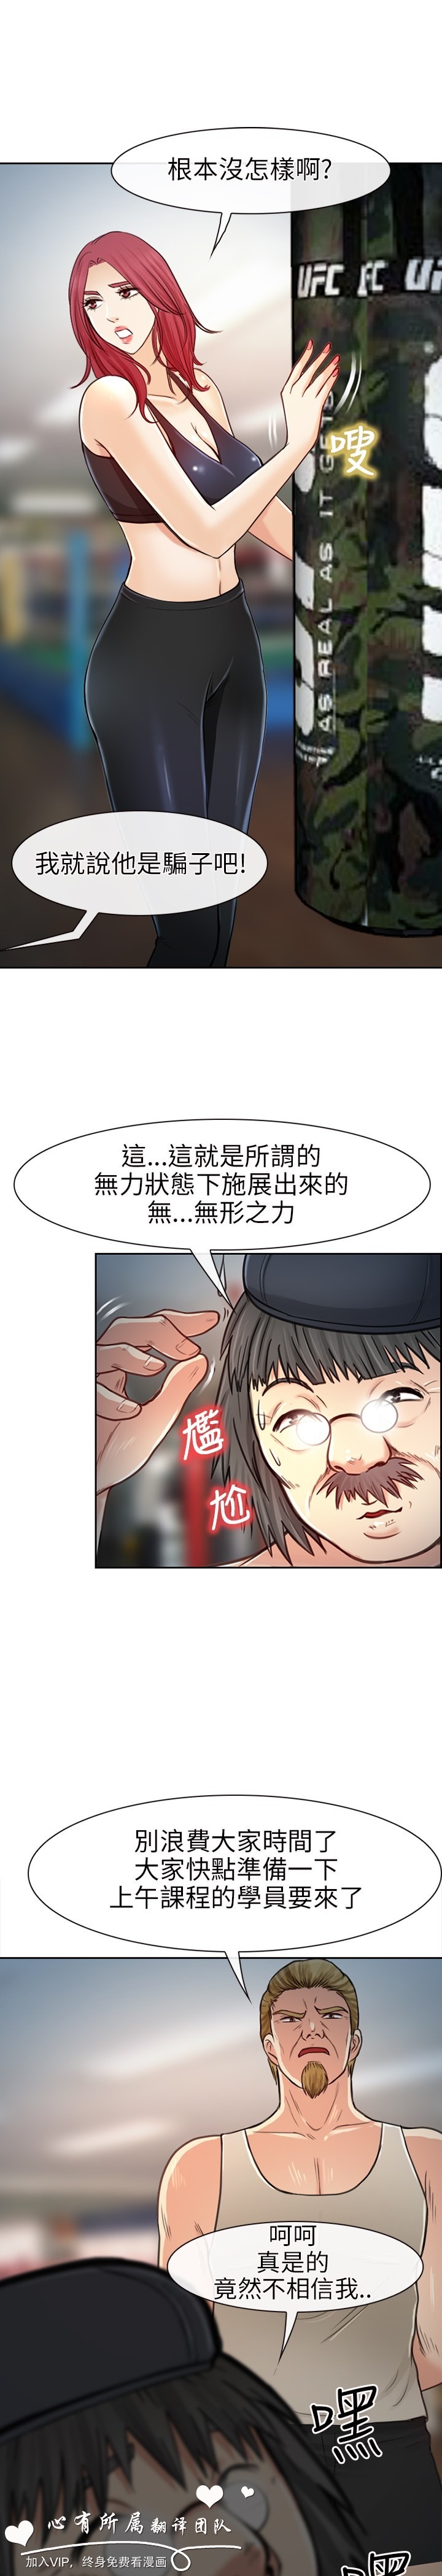 根本沒怎樣啊?
UFC FC U
嗖
AS REAL AS IT GETS
AS REAL AS
我就說他是騙子吧!
這...這就是所謂的
無力狀態下施展出來的
無...無形之力
尷
尬
別浪費大家時間了
大家快點準備一下
上午課程的學員要來了
呵呵
真是的
竟然不相信我..
嘿
嘿
心有所属翻译团队
加入VIP，终身免费看漫画